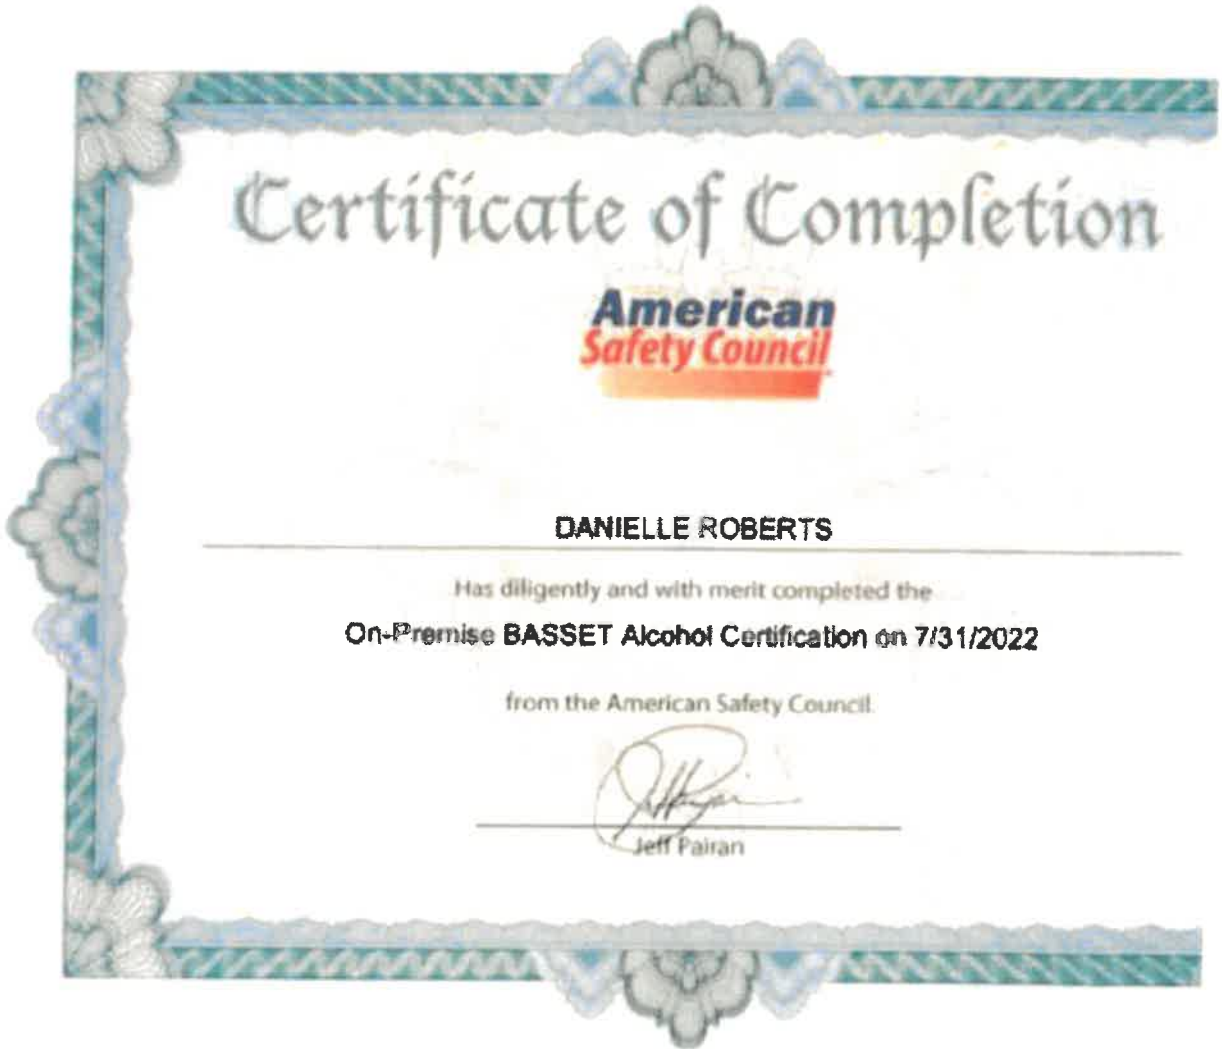 Certificate of Completion
American
Safety Council
DANIELLE ROBERTS
Has diligently and with merit completed the
On-Premise BASSET Alcohol Certification on 7/31/2022
from the American Safety Council.
Jeff Pairan